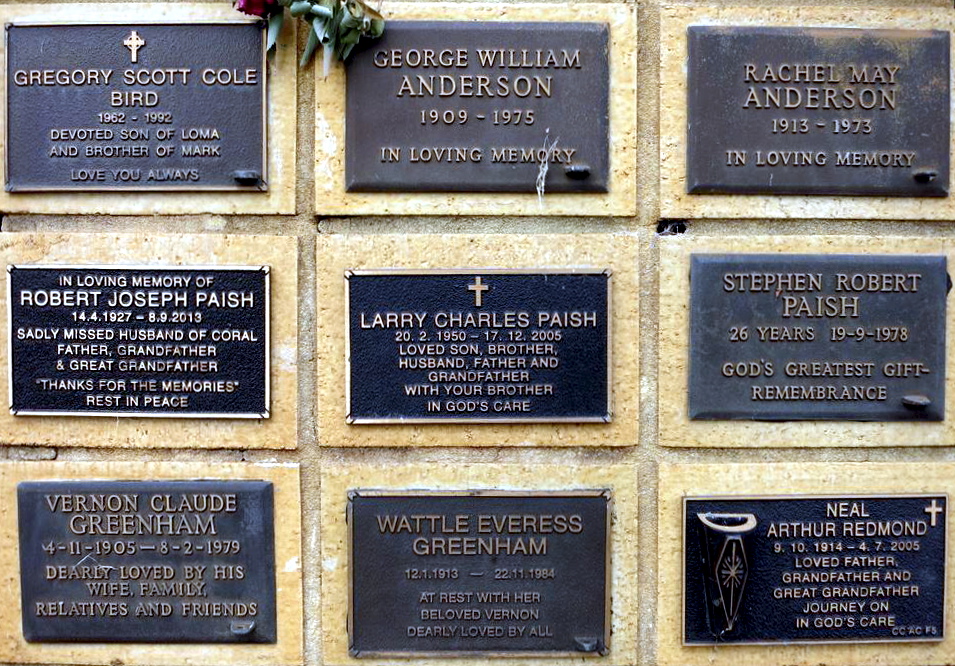 GREGORY SCOTT COLE
BIRD
1962 - 1992
DEVOTED SON OF LOMA
AND BROTHER OF MARK
LOVE YOU ALWAYS
GEORGE WILLIAM
ANDERSON
1909 - 1975
IN LOVING MEMORY
RACHEL MAY
ANDERSON
1913 - 1973
IN LOVING MEMORY
IN LOVING MEMORY OF
ROBERT JOSEPH PAISH
14.4.1927 - 8.9.2013
SADLY MISSED HUSBAND OF CORAL
FATHER, GRANDFATHER
& GREAT GRANDFATHER
"THANKS FOR THE MEMORIES"
REST IN PEACE
LARRY CHARLES PAISH
20. 2. 1950 - 17. 12. 2005
LOVED SON, BROTHER,
HUSBAND, FATHER AND
GRANDFATHER
WITH YOUR BROTHER
IN GOD'S CARE
STEPHEN ROBERT
PAISH
26 YEARS 19-9-1978
GOD'S GREATEST GIFT-
REMEMBRANCE
VERNON CLAUDE
GREENHAM
4-11-1905 — 8-2-1979
DEARLY LOVED BY HIS
WIFE, FAMILY,
RELATIVES AND FRIENDS
WATTLE EVERESS
GREENHAM
12.1.1913 — 22.11.1984
AT REST WITH HER
BELOVED VERNON
DEARLY LOVED BY ALL
NEAL
ARTHUR REDMOND
9. 10. 1914 - 4. 7. 2005
LOVED FATHER,
GRANDFATHER AND
GREAT GRANDFATHER
JOURNEY ON
IN GOD'S CARE
CC AC F5